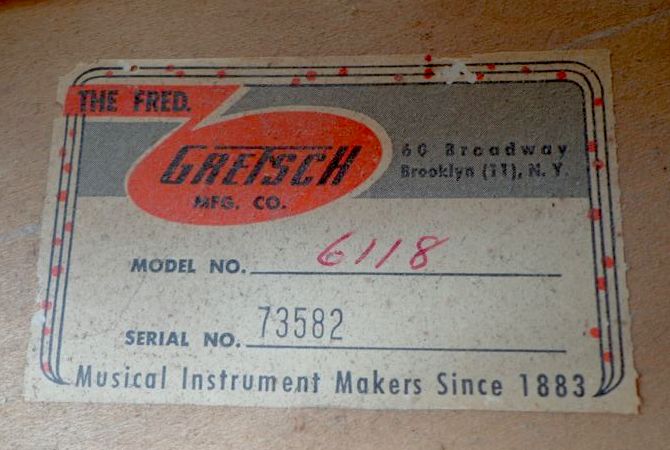 THE FRED.
GRETSCH
MFG. CO.
60 Broadway
Brooklyn (11), N. Y.
MODEL NO. 6118
SERIAL NO. 73582
Musical Instrument Makers Since 1883